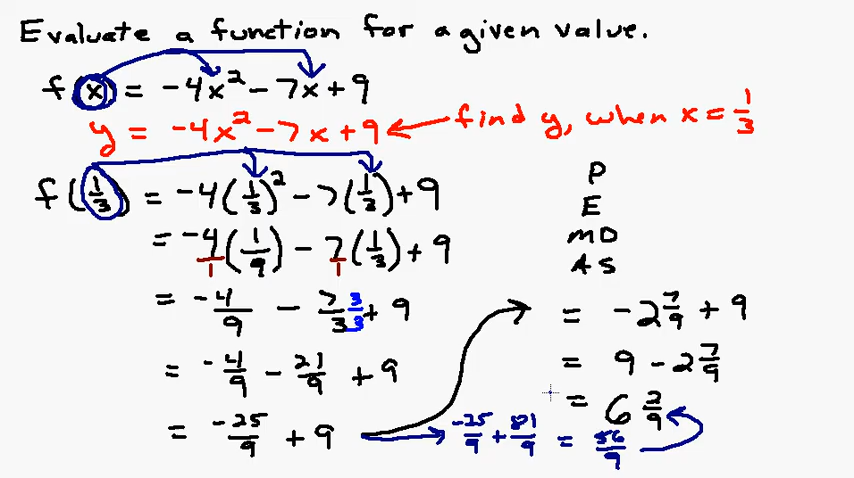 Evaluate a function for a given value.
f(x) = -4x² - 7x + 9
y = -4x² - 7x + 9 ← find y, when x = 1/3
f(1/3) = -4(1/3)² - 7(1/3) + 9
= -4/1(1/9) - 7/1(1/3) + 9
= -4/9 - 7/3 3/3 + 9
= -4/9 - 21/9 + 9
= -25/9 + 9 → -25/9 + 81/9 = 56/9
P
E
MD
AS
= -2 7/9 + 9
= 9 - 2 7/9
= 6 2/9